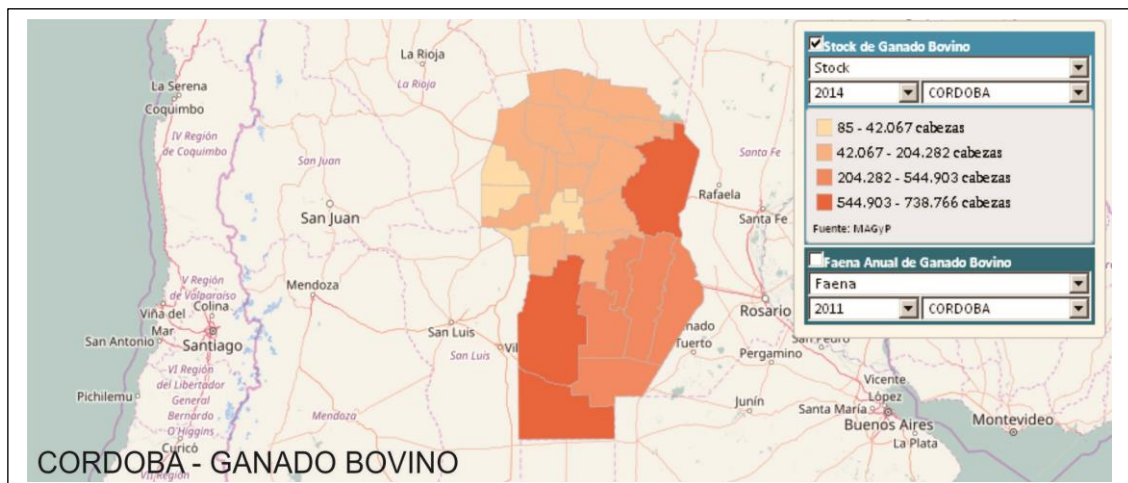 La Rioja
La Rioja
La Serena
Coquimbo
IV Región
de Coquimbo
San Juan
San Juan
Santa Fe
Rafaela
Santa Fe
Mendoza
V Región
de Valparaíso
Viña del
Mar
Colina
San Antonio
Santiago
San Luis
San Luis
Rosario
Tuerto
San Pedro
Pergamino
VI Región
del Libertador
General
Bernardo
O'Higgins
Pichilemu
Mendoza
Junín
Vicente
López
Santa María
Buenos Aires
La Plata
Montevideo
Curicó
CORDOBA - GANADO BOVINO
Stock de Ganado Bovino
Stock
2014 CORDOBA
85 - 42.067 cabezas
42.067 - 204.282 cabezas
204.282 - 544.903 cabezas
544.903 - 738.766 cabezas
Fuente: MAGyP
Faena Anual de Ganado Bovino
Faena
2011 CORDOBA